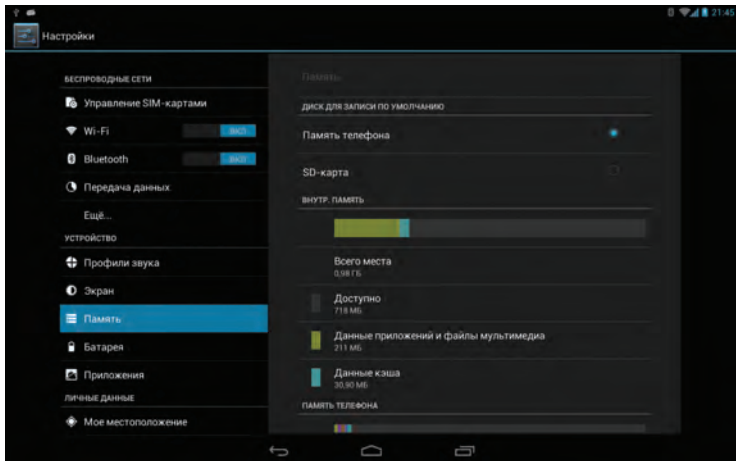 21:45
Настройки
БЕСПРОВОДНЫЕ СЕТИ
Управление SIM-картами
Wi-Fi
ВКЛ
Bluetooth
ВКЛ
Передача данных
Ещё...
УСТРОЙСТВО
Профили звука
Экран
Память
Батарея
Приложения
ЛИЧНЫЕ ДАННЫЕ
Мое местоположение
Память
ДИСК ДЛЯ ЗАПИСИ ПО УМОЛЧАНИЮ
Память телефона
SD-карта
ВНУТР. ПАМЯТЬ
Всего места
0,98 ГБ
Доступно
718 МБ
Данные приложений и файлы мультимедиа
211 МБ
Данные кэша
30,90 МБ
ПАМЯТЬ ТЕЛЕФОНА